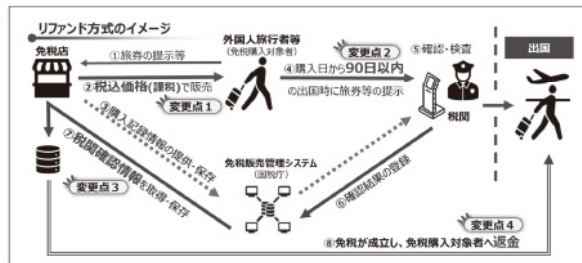 リファンド方式のイメージ
免税店
外国人旅行者等
(免税購入対象者)
①旅券の提示等
②税込価格(課税)で販売
変更点1
変更点2
④購入日から90日以内
の出国時に旅券等の提示
⑤確認・検査
税関
出国
③購入記録情報の提供・保存
⑦税関確認情報を取得・保存
変更点3
免税販売管理システム
(国税庁)
⑥確認結果の登録
変更点4
⑧免税が成立し、免税購入対象者へ返金